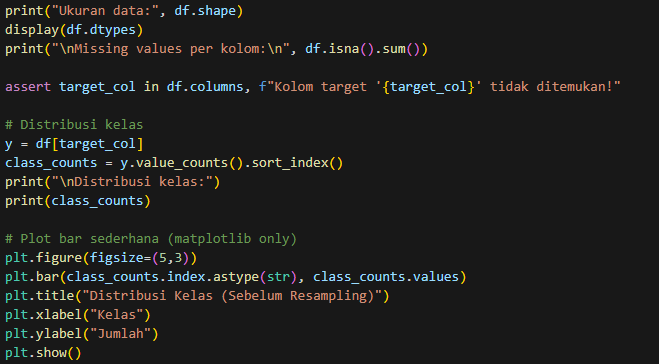 print("Ukuran data:", df.shape)
display(df.dtypes)
print("\nMissing values per kolom:\n", df.isna().sum())

assert target_col in df.columns, f"Kolom target '{target_col}' tidak ditemukan!"

# Distribusi kelas
y = df[target_col]
class_counts = y.value_counts().sort_index()
print("\nDistribusi kelas:")
print(class_counts)

# Plot bar sederhana (matplotlib only)
plt.figure(figsize=(5,3))
plt.bar(class_counts.index.astype(str), class_counts.values)
plt.title("Distribusi Kelas (Sebelum Resampling)")
plt.xlabel("Kelas")
plt.ylabel("Jumlah")
plt.show()